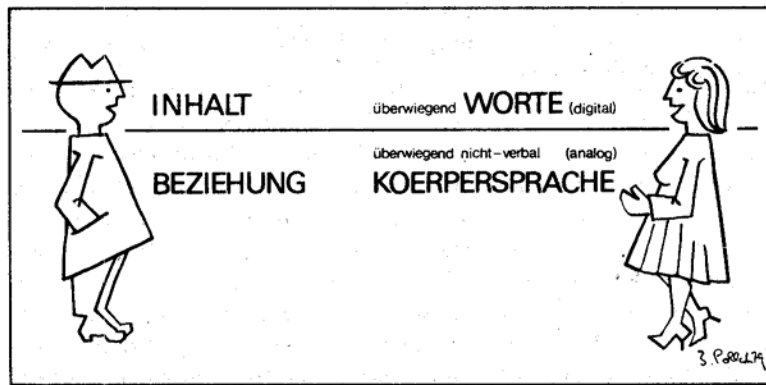 INHALT überwiegend WORTE (digital)
überwiegend nicht-verbal (analog)
BEZIEHUNG KOERPERSPRACHE